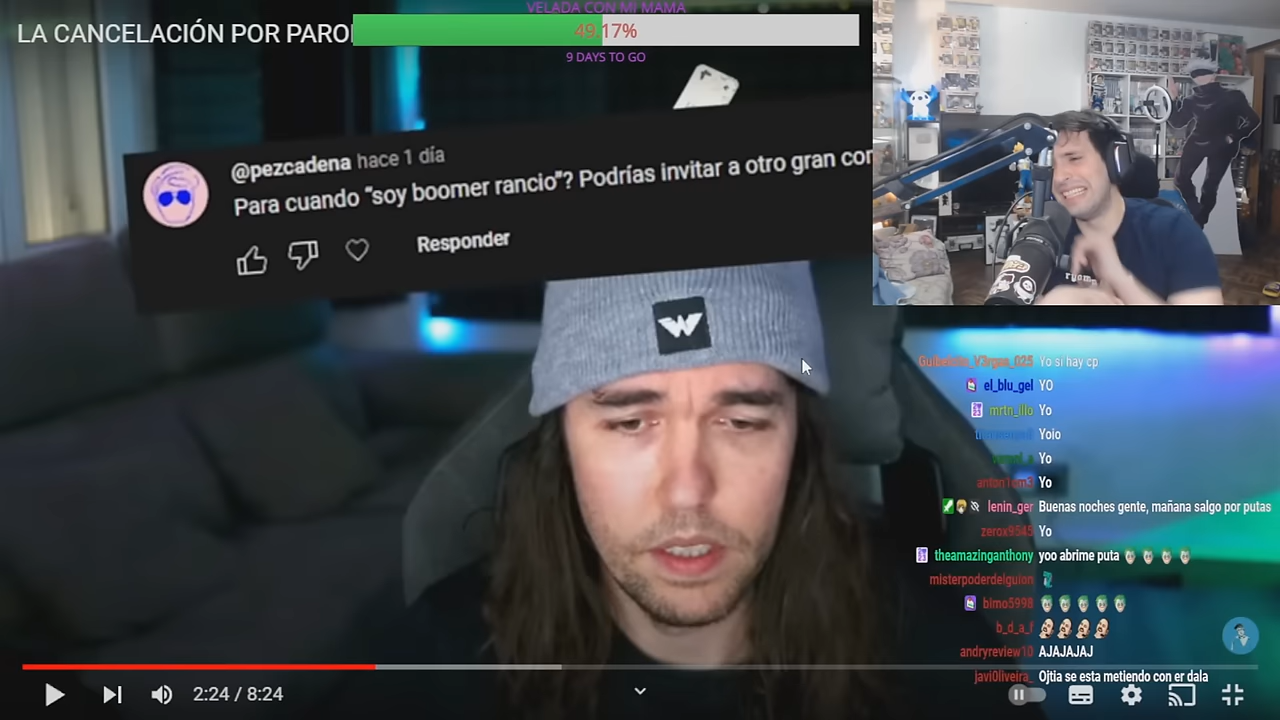 VELADA CON MI MAMA
LA CANCELACIÓN POR PARO
49.17%
9 DAYS TO GO
@pezcadena hace 1 día
Para cuando “soy boomer rancio”? Podrías invitar a otro gran co
Responder
Yo si hay cp
el_blu_gel YO
mrtn_lllo Yo
Yoio
Yo
Yo
lenin_ger Buenas noches gente, mañana salgo por putas
zerox9545 Yo
theamazinganthony yoo abrime puta
misterpoderdelguion
bimo5998
b_d_a_f
andryreview10 AJAJAJAJ
javi0liveira_ Ojtia se esta metiendo con er dala
2:24 / 8:24